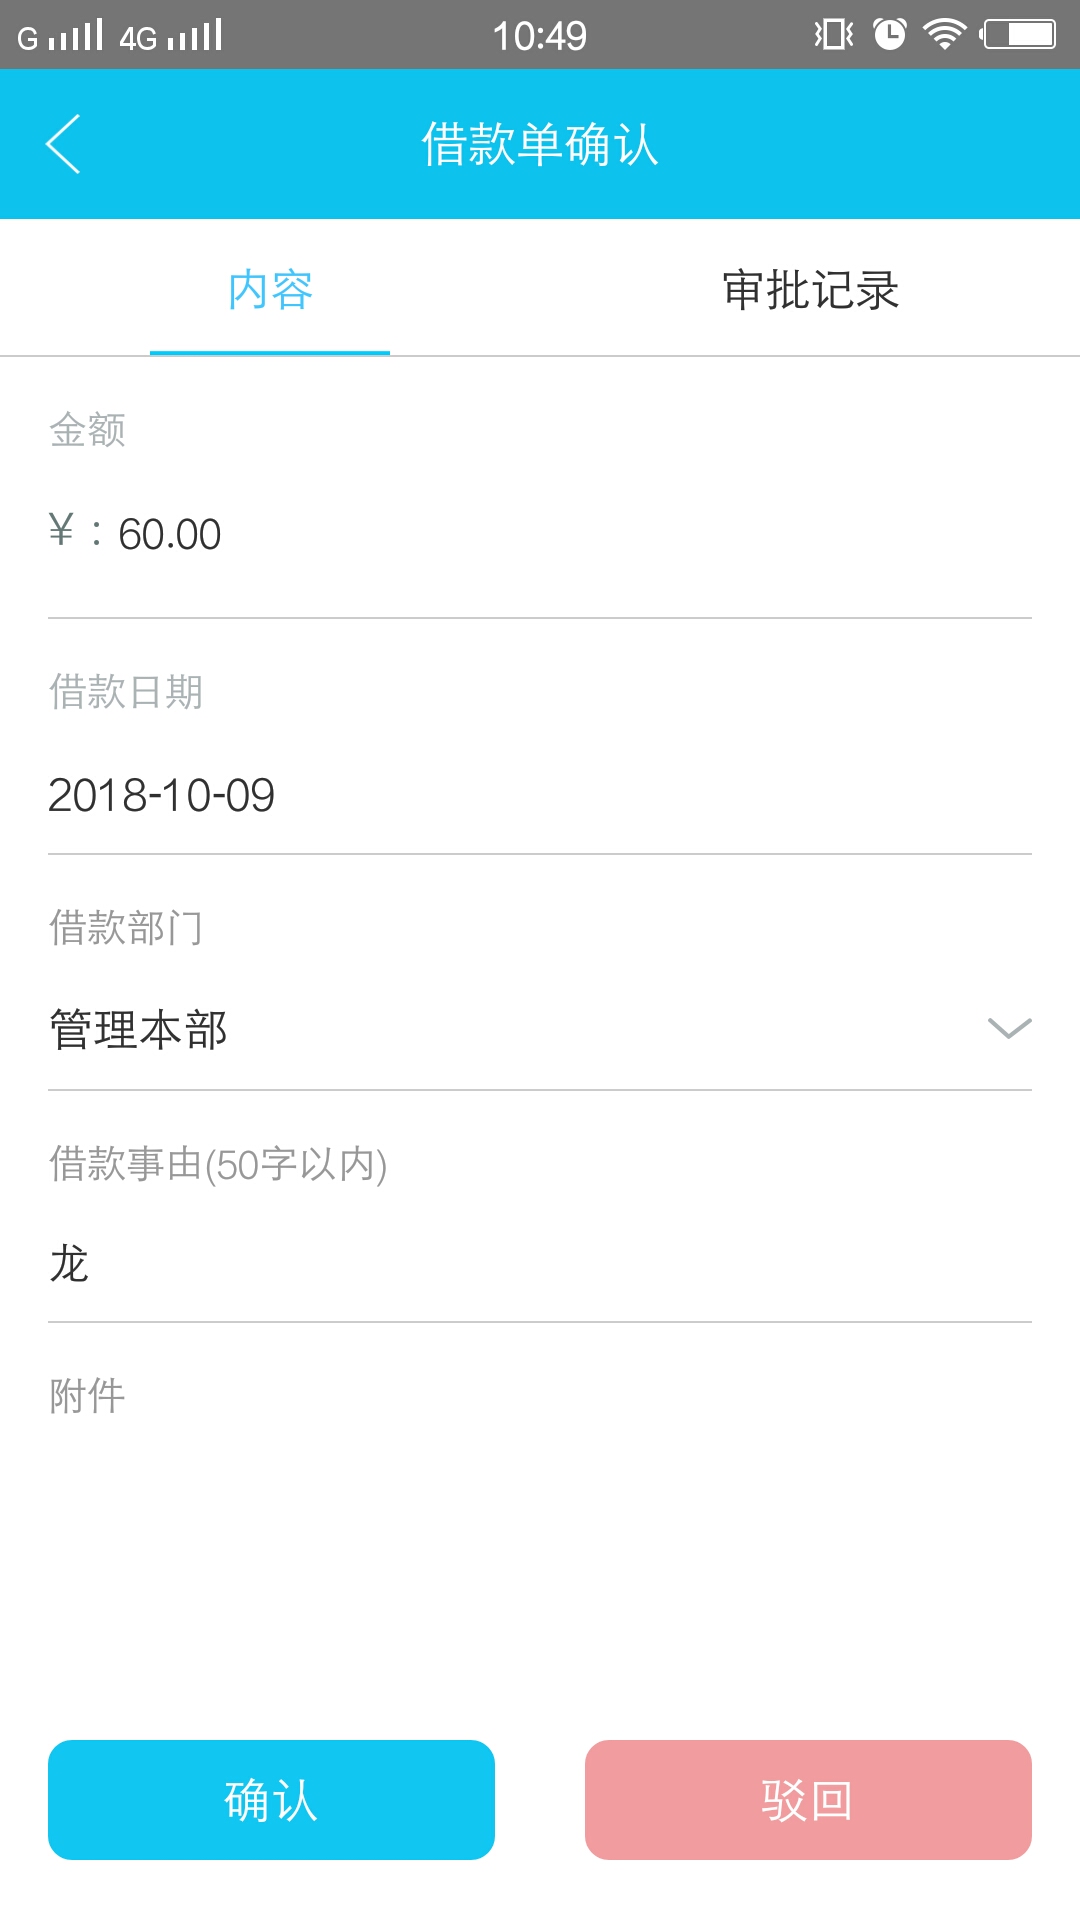 G 4G 10:49
借款单确认
内容 审批记录
金额
¥：60.00
借款日期
2018-10-09
借款部门
管理本部
借款事由(50字以内)
龙
附件
确认 驳回